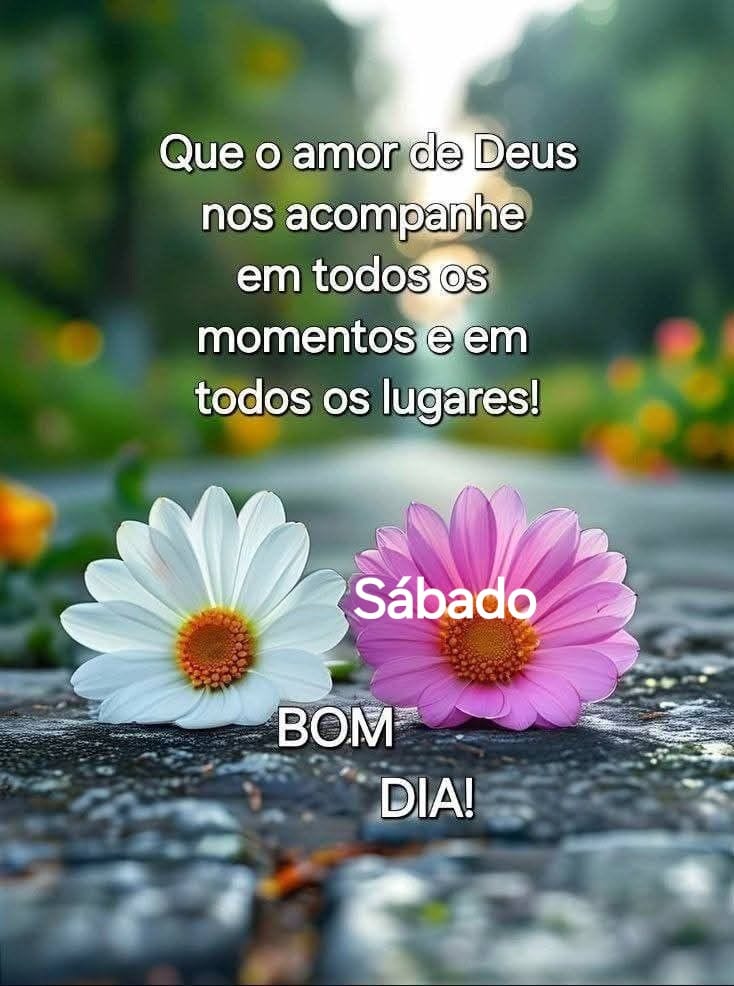 Que o amor de Deus
nos acompanhe
em todos os
momentos e em
todos os lugares!
Sábado
BOM
DIA!